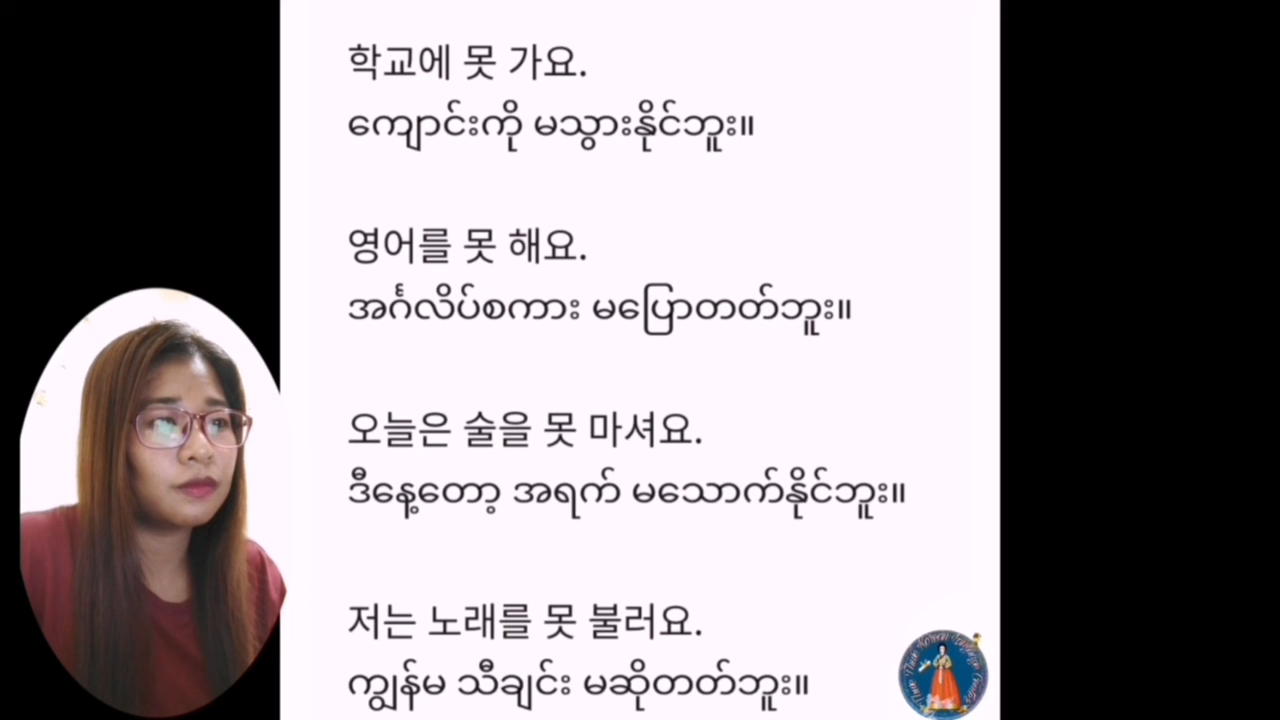 학교에 못 가요.
ကျောင်းကို မသွားနိုင်ဘူး။
영어를 못 해요.
အင်္ဂလိပ်စကား မပြောတတ်ဘူး။
오늘은 술을 못 마셔요.
ဒီနေ့တော့ အရက် မသောက်နိုင်ဘူး။
저는 노래를 못 불러요.
ကျွန်မ သီချင်း မဆိုတတ်ဘူး။